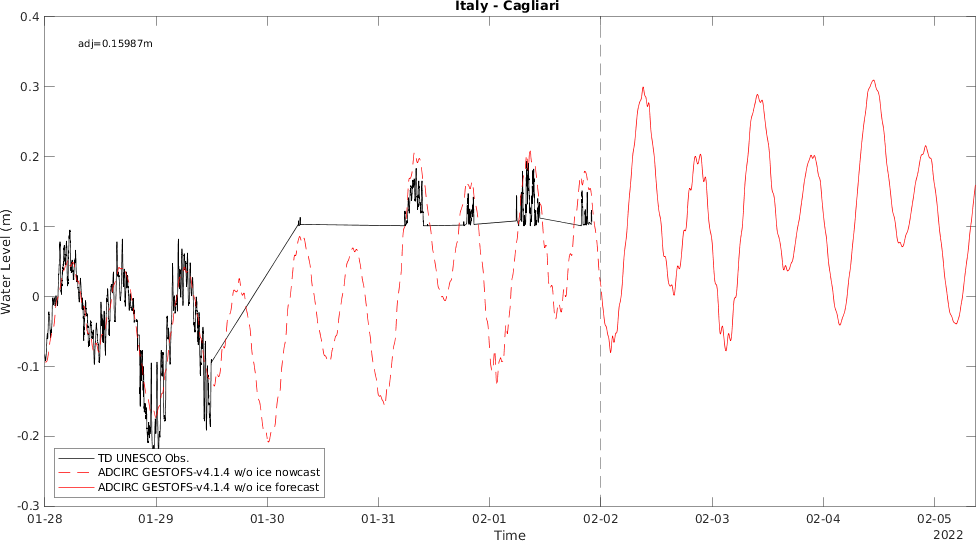 Italy - Cagliari
adj=0.15987m
0.4
0.3
0.2
0.1
0
-0.1
-0.2
-0.3
Water Level (m)
TD UNESCO Obs.
ADCIRC GESTOFS-v4.1.4 w/o ice nowcast
ADCIRC GESTOFS-v4.1.4 w/o ice forecast
01-28 01-29 01-30 01-31 02-01 02-02 02-03 02-04 02-05
Time
2022